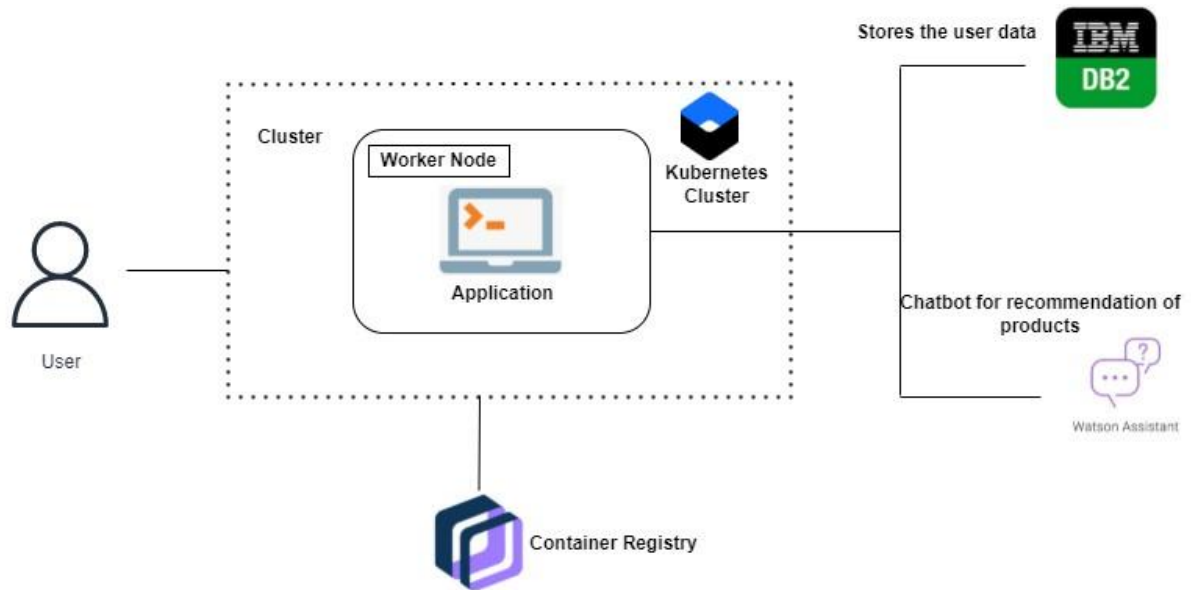 Stores the user data
IBM
DB2
Cluster
Worker Node
Kubernetes
Cluster
Application
User
Chatbot for recommendation of
products
?
Watson Assistant
Container Registry